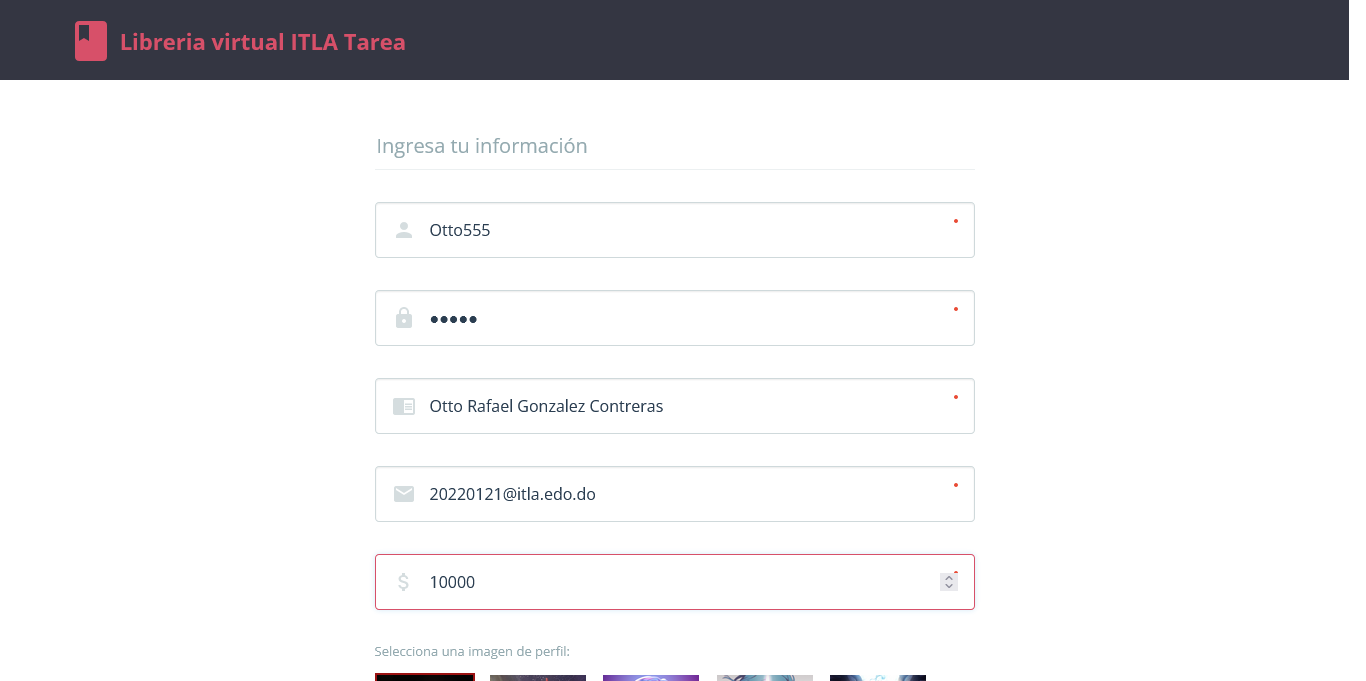 Libreria virtual ITLA Tarea
Ingresa tu información
Otto555
•••••
Otto Rafael Gonzalez Contreras
20220121@itla.edo.do
10000
Selecciona una imagen de perfil: